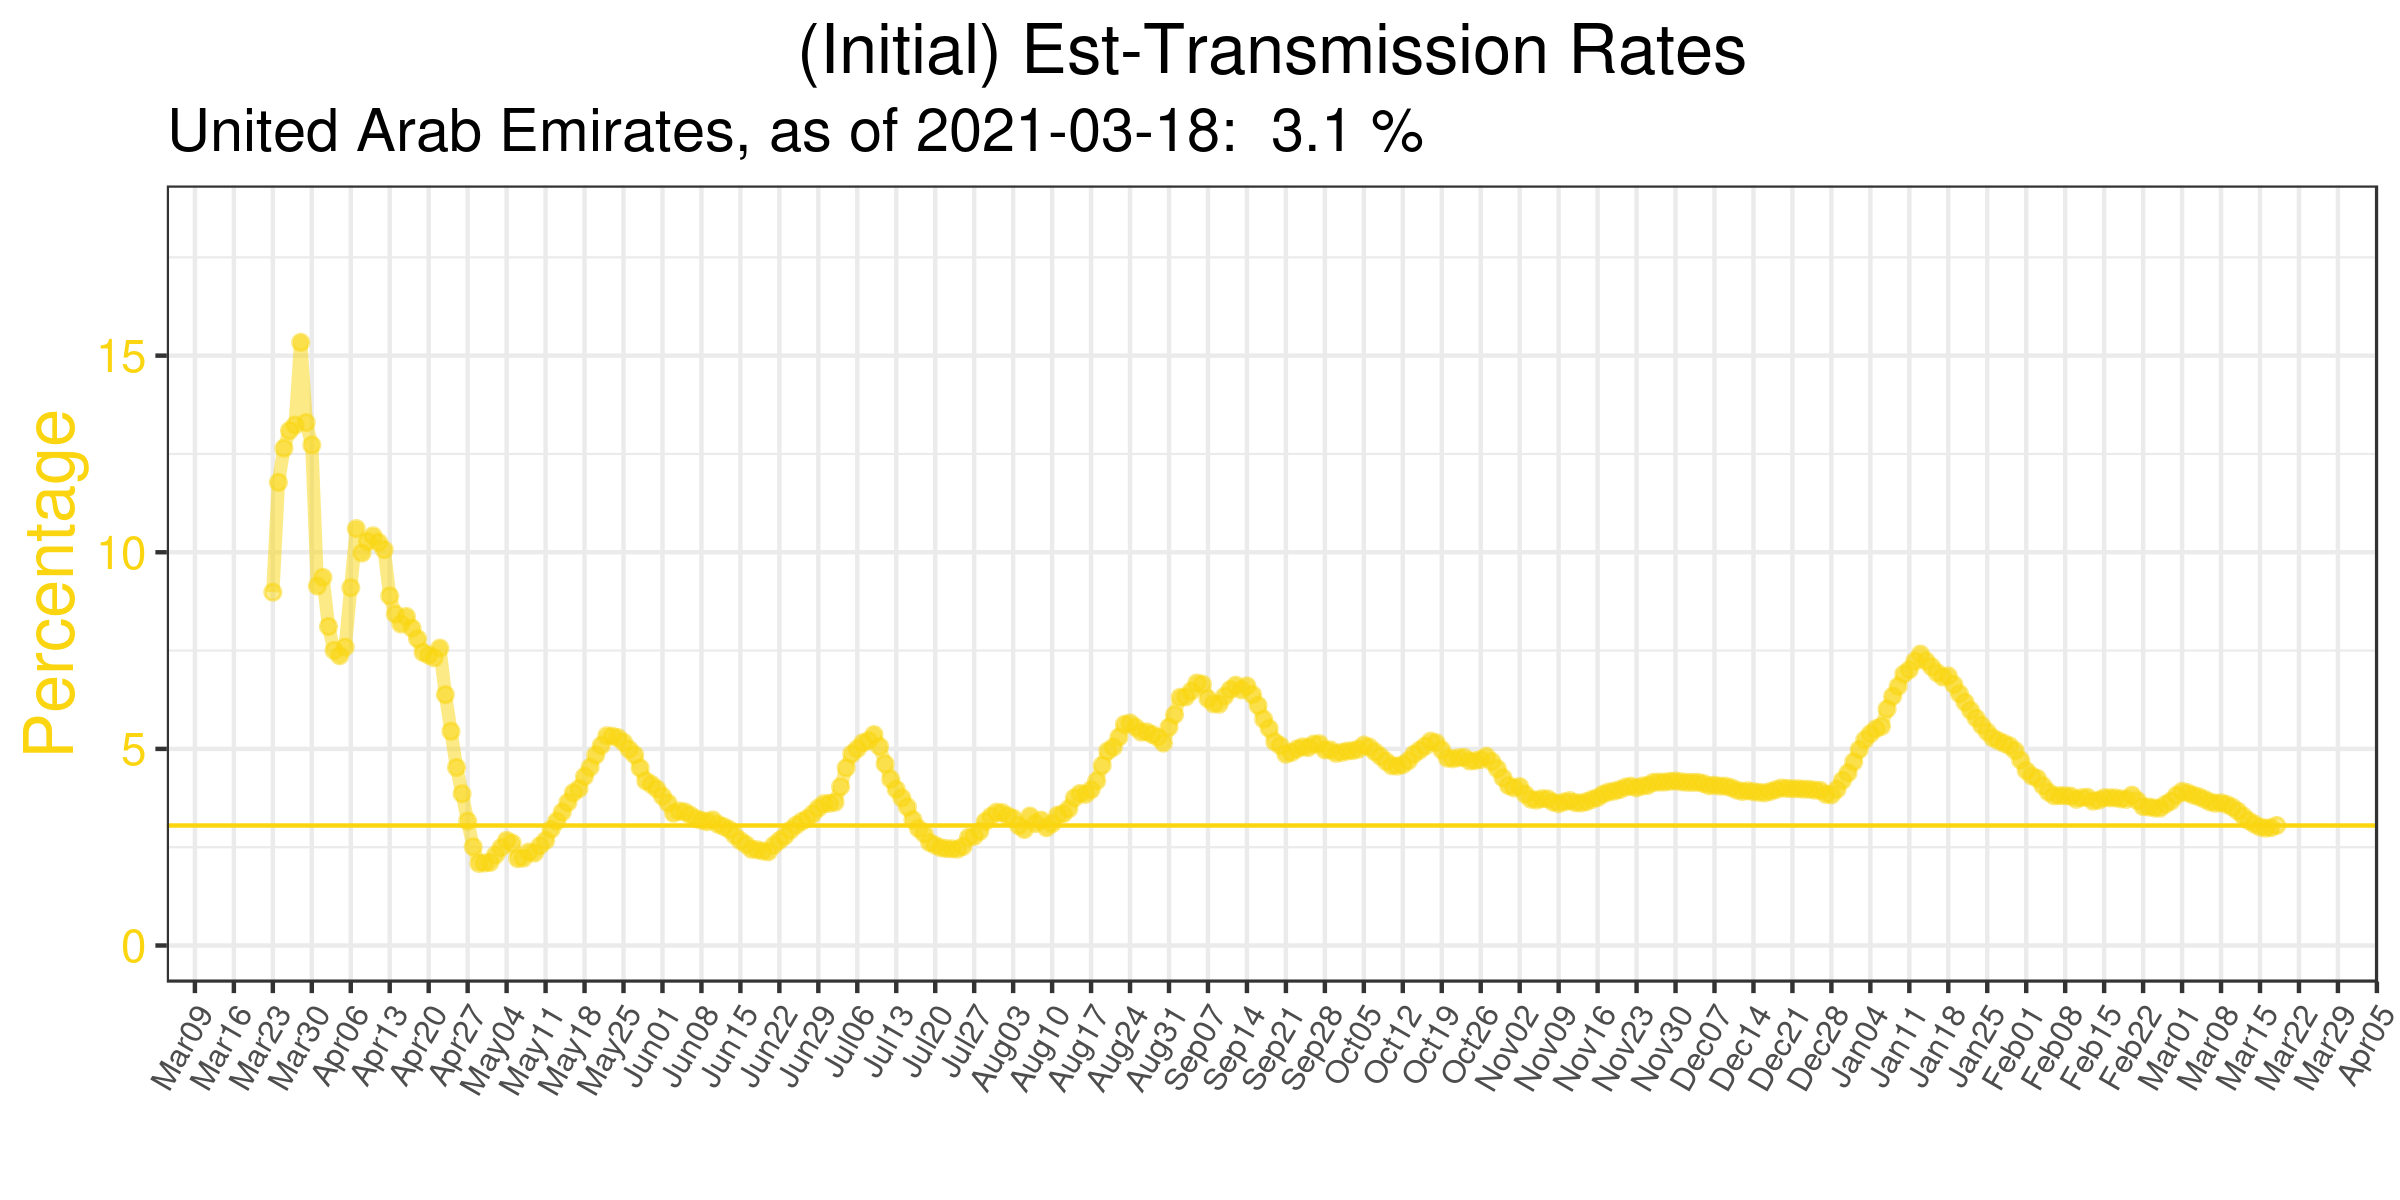 (Initial) Est-Transmission Rates
United Arab Emirates, as of 2021-03-18:  3.1 %
Percentage
15
10
5
0
Mar09 Mar16 Mar23 Mar30 Apr06 Apr13 Apr20 Apr27 May04 May11 May18 May25 Jun01 Jun08 Jun15 Jun22 Jun29 Jul06 Jul13 Jul20 Jul27 Aug03 Aug10 Aug17 Aug24 Aug31 Sep07 Sep14 Sep21 Sep28 Oct05 Oct12 Oct19 Oct26 Nov02 Nov09 Nov16 Nov23 Nov30 Dec07 Dec14 Dec21 Dec28 Jan04 Jan11 Jan18 Jan25 Feb01 Feb08 Feb15 Feb22 Mar01 Mar08 Mar15 Mar22 Mar29 Apr05